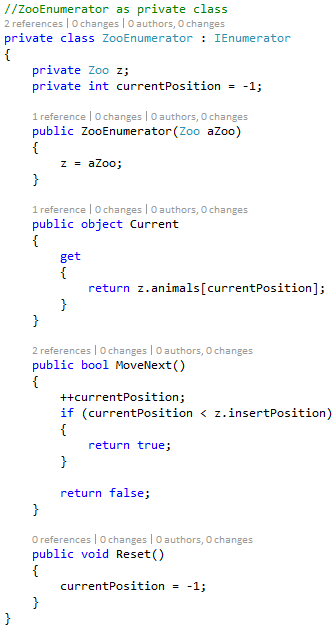 //ZooEnumerator as private class
2 references | 0 changes | 0 authors, 0 changes
private class ZooEnumerator : IEnumerator
{
    private Zoo z;
    private int currentPosition = -1;

    1 reference | 0 changes | 0 authors, 0 changes
    public ZooEnumerator(Zoo aZoo)
    {
        z = aZoo;
    }

    1 reference | 0 changes | 0 authors, 0 changes
    public object Current
    {
        get
        {
            return z.animals[currentPosition];
        }
    }

    2 references | 0 changes | 0 authors, 0 changes
    public bool MoveNext()
    {
        ++currentPosition;
        if (currentPosition < z.insertPosition)
        {
            return true;
        }

        return false;
    }

    0 references | 0 changes | 0 authors, 0 changes
    public void Reset()
    {
        currentPosition = -1;
    }
}